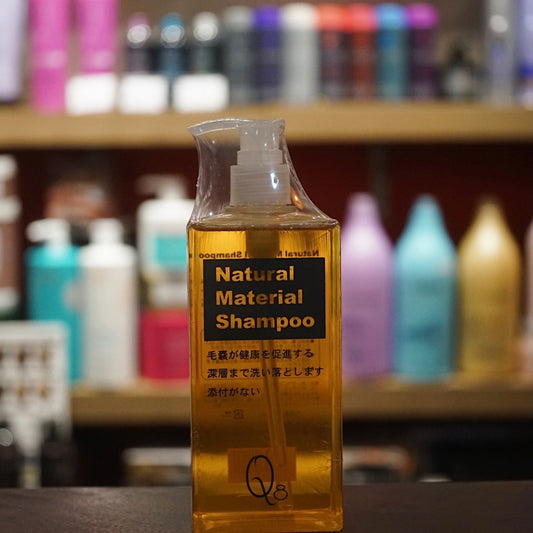 Natural
Material
Shampoo
毛嚢が健康を促進する
深層まで洗い落とします
添付がない
Q8